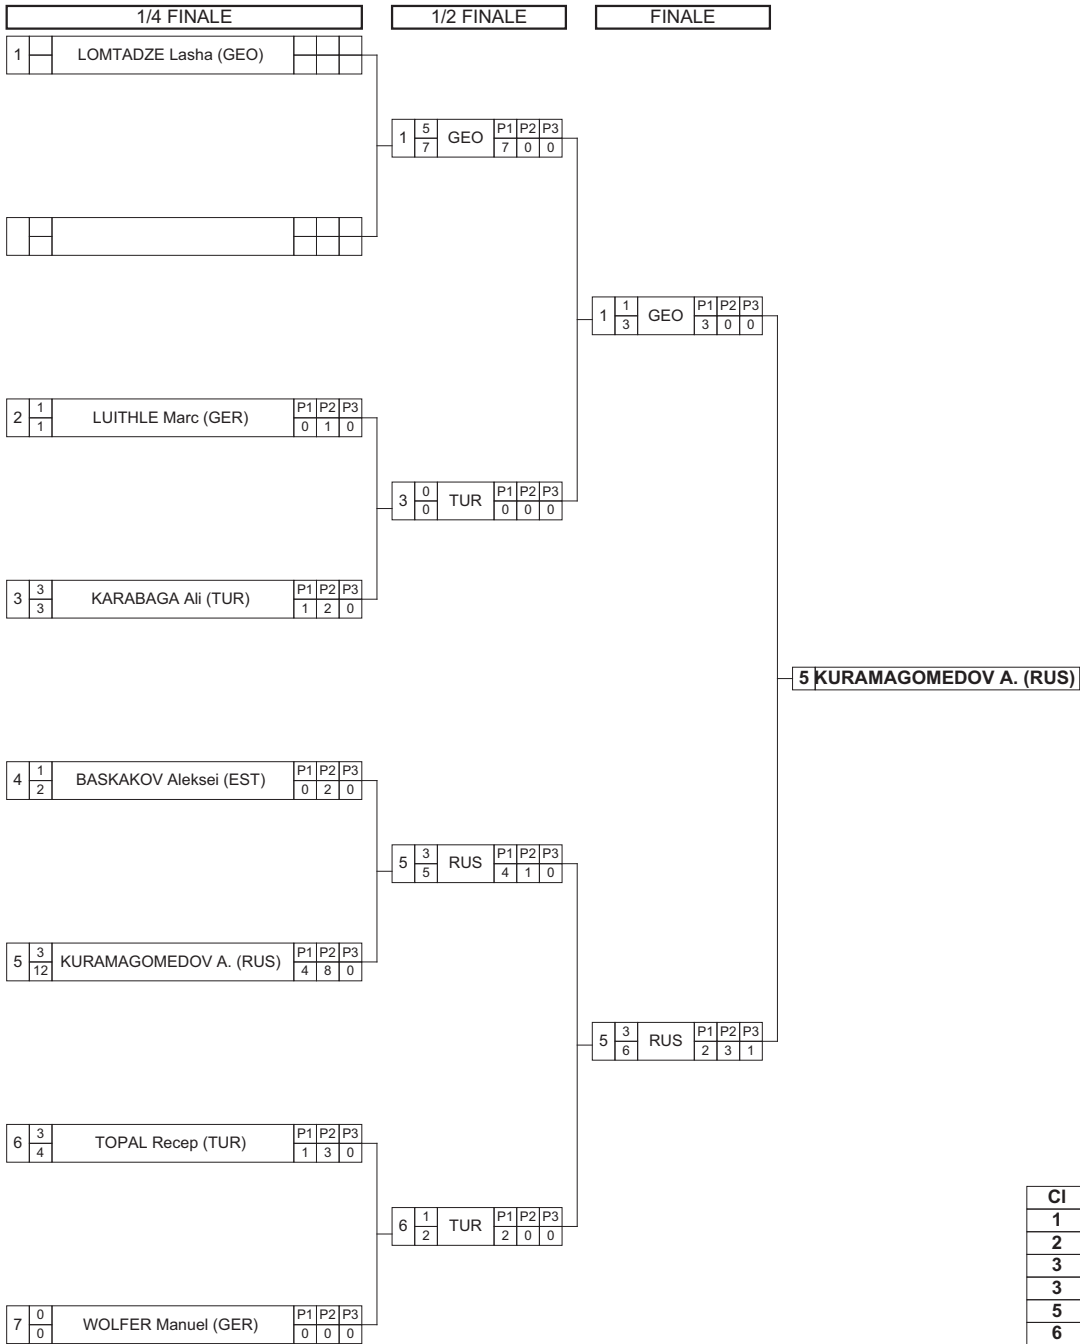 1/4 FINALE 1/2 FINALE FINALE
1 LOMTADZE Lasha (GEO)
1 5 GEO P1 P2 P3
7 7 0 0
1 1 GEO P1 P2 P3
3 3 0 0
2 1 LUITHLE Marc (GER) P1 P2 P3
1 0 1 0
3 0 TUR P1 P2 P3
0 0 0 0
3 3 KARABAGA Ali (TUR) P1 P2 P3
3 1 2 0
5 KURAMAGOMEDOV A. (RUS)
4 1 BASKAKOV Aleksei (EST) P1 P2 P3
2 0 2 0
5 3 RUS P1 P2 P3
5 4 1 0
5 3 KURAMAGOMEDOV A. (RUS) P1 P2 P3
12 4 8 0
5 3 RUS P1 P2 P3
6 2 3 1
6 3 TOPAL Recep (TUR) P1 P2 P3
4 1 3 0
6 1 TUR P1 P2 P3
2 2 0 0
7 0 WOLFER Manuel (GER) P1 P2 P3
0 0 0 0
Cl
1
2
3
3
5
6